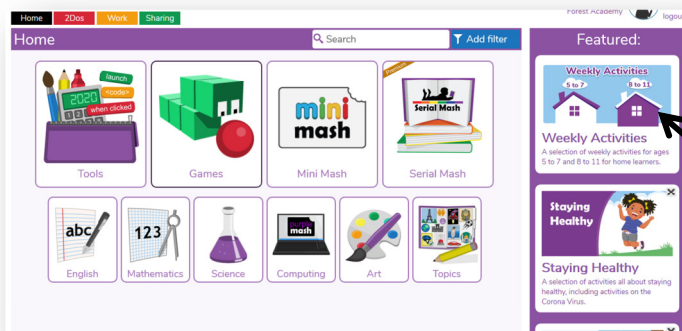 Forest Academy
logou
Home
2Dos
Work
Sharing
Home
Search
Add filter
Featured:
launch
<code>
when clicked
2020
Tools
Games
mini
mash
Mini Mash
Serial Mash
Serial Mash
abc
English
123
Mathematics
Science
purple
mash
Computing
Art
Topics
Weekly Activities
5 to 7
8 to 11
Weekly Activities
A selection of weekly activities for ages
5 to 7 and 8 to 11 for home learners.
Staying
Healthy
Staying Healthy
A selection of activities all about staying
healthy, including activities on the
Corona Virus.